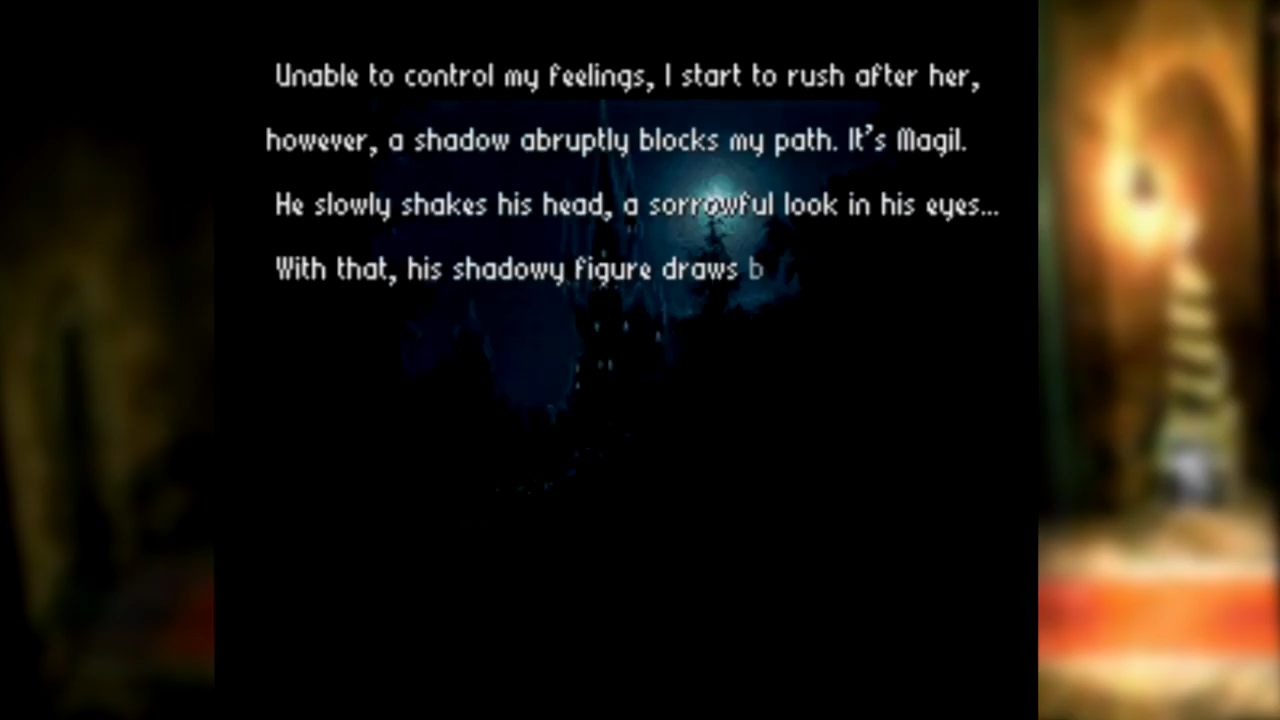 Unable to control my feelings, I start to rush after her,
however, a shadow abruptly blocks my path. It's Magil.
He slowly shakes his head, a sorrowful look in his eyes...
With that, his shadowy figure draws b